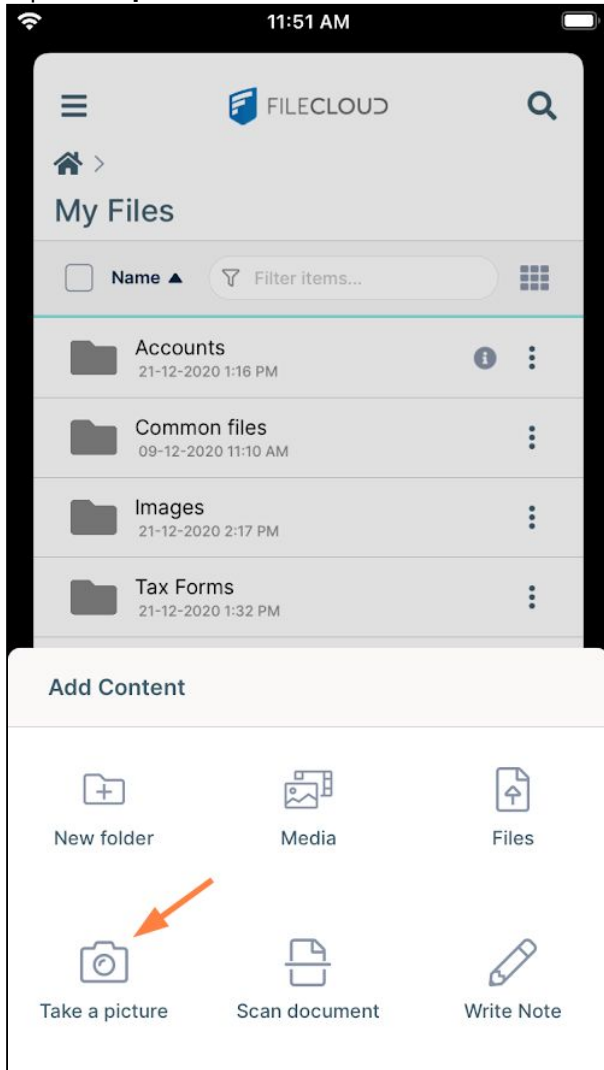 11:51 AM
FILECLOUD
My Files
Name ▲ Filter items...
Accounts
21-12-2020 1:16 PM
Common files
09-12-2020 11:10 AM
Images
21-12-2020 2:17 PM
Tax Forms
21-12-2020 1:32 PM
Add Content
New folder Media Files
Take a picture Scan document Write Note